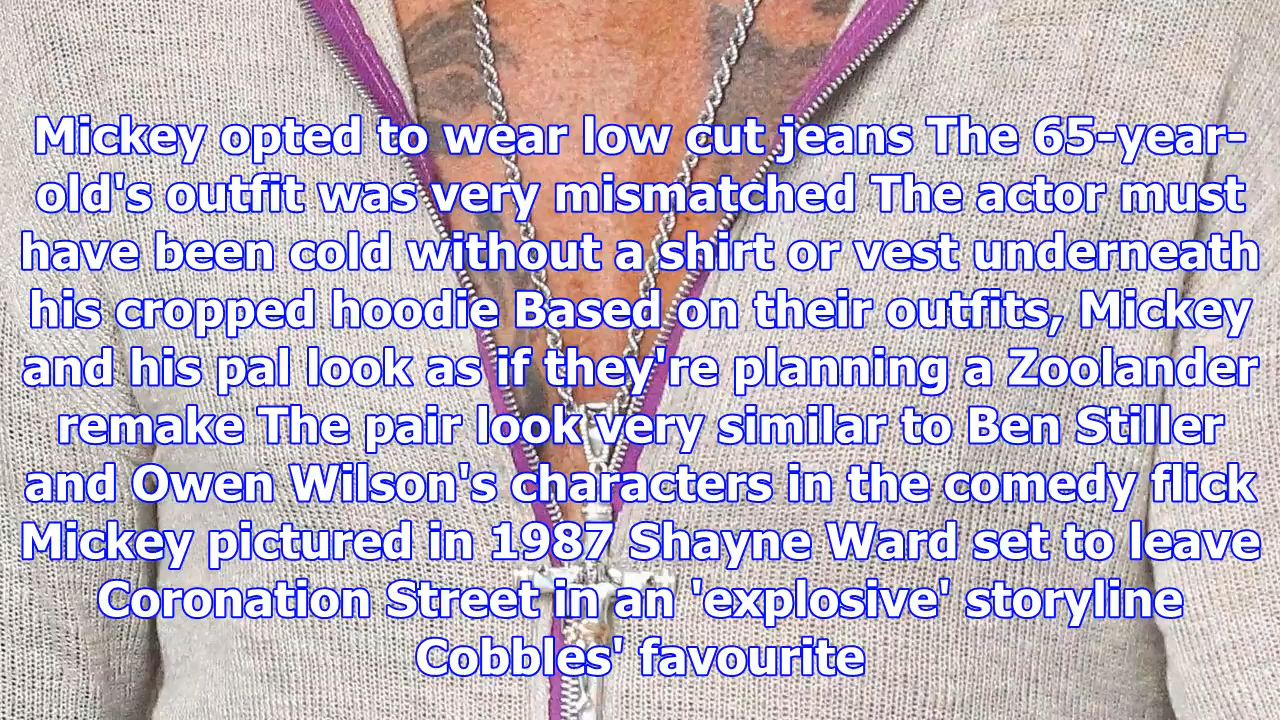 Mickey opted to wear low cut jeans The 65-year-
old's outfit was very mismatched The actor must
have been cold without a shirt or vest underneath
his cropped hoodie Based on their outfits, Mickey
and his pal look as if they're planning a Zoolander
remake The pair look very similar to Ben Stiller
and Owen Wilson's characters in the comedy flick
Mickey pictured in 1987 Shayne Ward set to leave
Coronation Street in an 'explosive' storyline
Cobbles' favourite